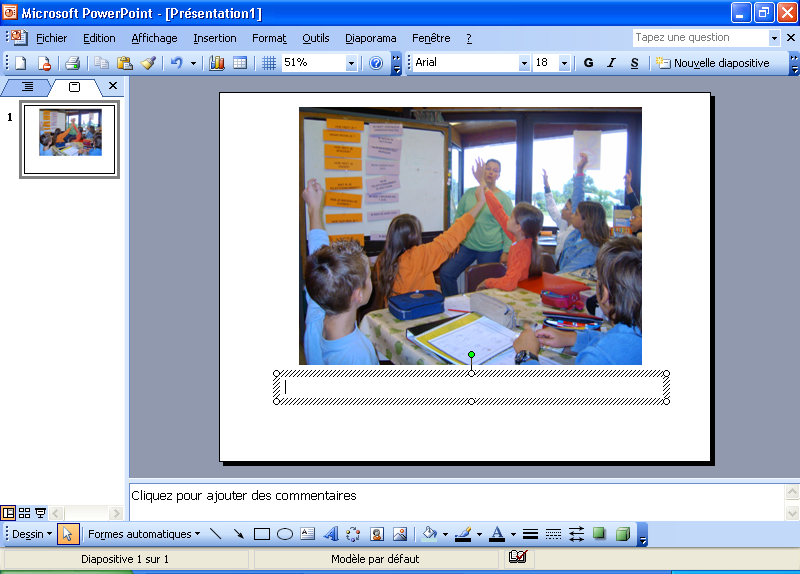 Microsoft PowerPoint - [Présentation1]
Fichier Edition Affichage Insertion Format Outils Diaporama Fenêtre ? Tapez une question
51% Arial 18 G I S Nouvelle diapositive
1
Cliquez pour ajouter des commentaires
Dessin Formes automatiques
Diapositive 1 sur 1 Modèle par défaut